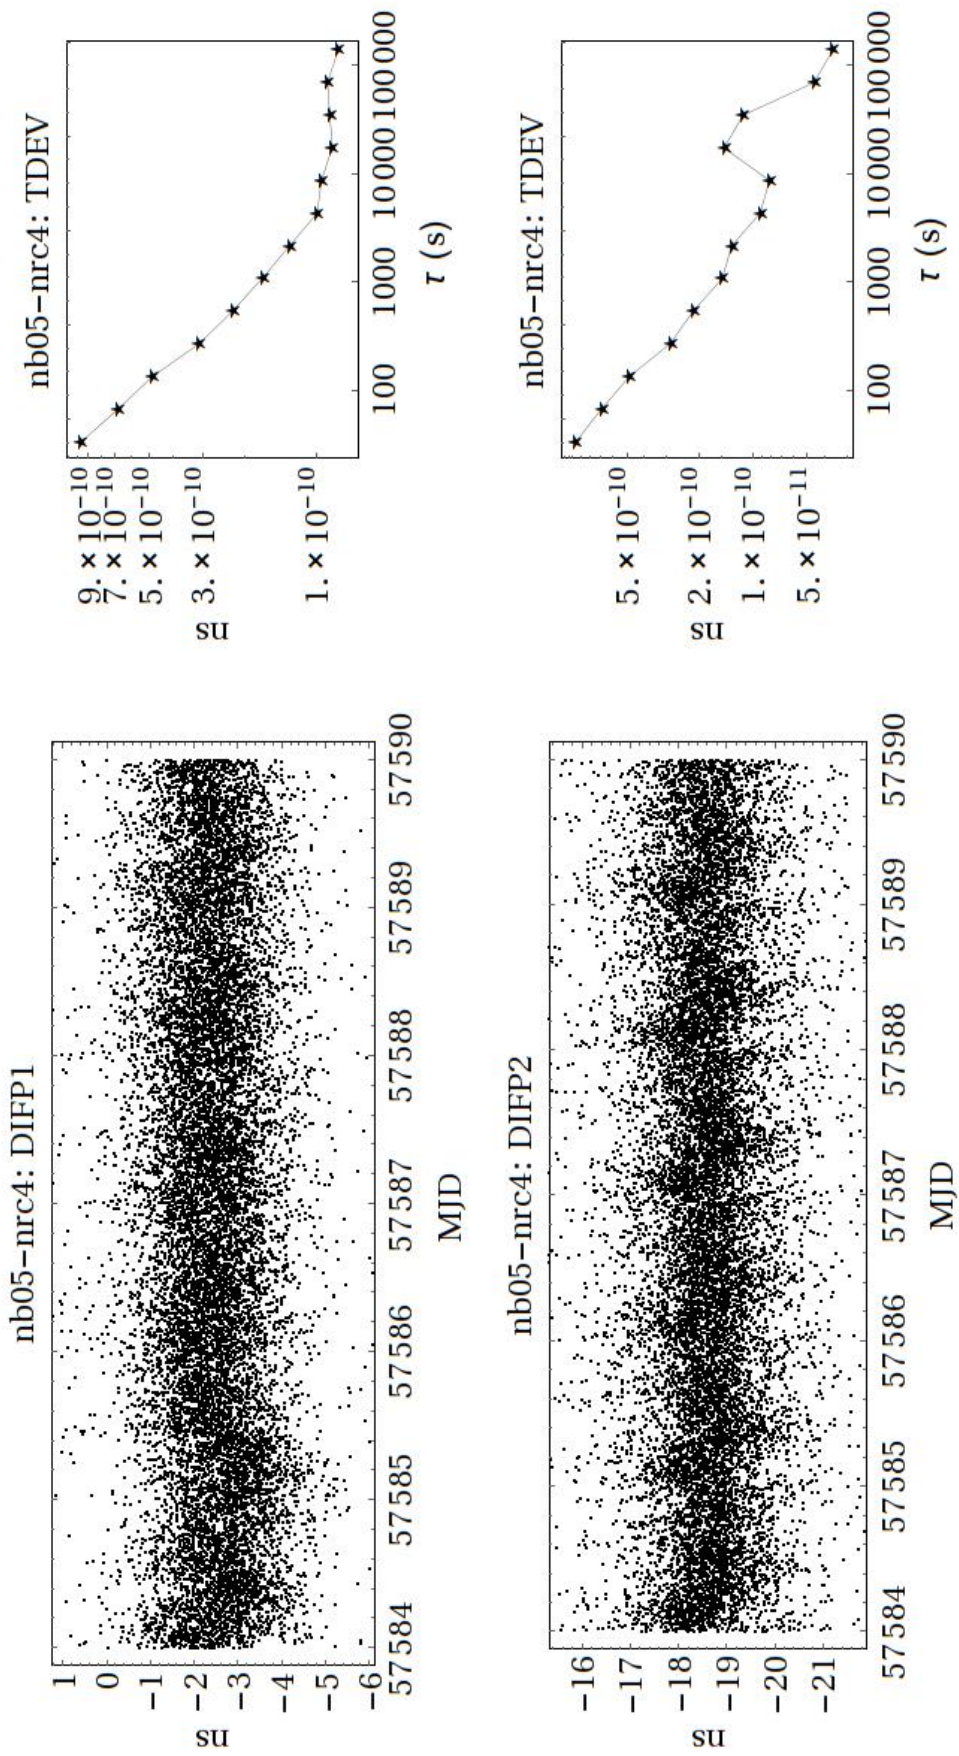 nb05−nrc4: DIFP1
ns
1
0
−1
−2
−3
−4
−5
−6
57584 57585 57586 57587 57588 57589 57590
MJD
nb05−nrc4: TDEV
ns
9.×10−10
7.×10−10
5.×10−10
3.×10−10
1.×10−10
100 1000 10000 100000
τ (s)
nb05−nrc4: DIFP2
ns
−16
−17
−18
−19
−20
−21
57584 57585 57586 57587 57588 57589 57590
MJD
nb05−nrc4: TDEV
ns
5.×10−10
2.×10−10
1.×10−10
5.×10−11
100 1000 10000 100000
τ (s)